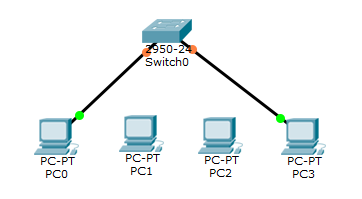 2950-24
Switch0
PC-PT
PC0
PC-PT
PC1
PC-PT
PC2
PC-PT
PC3